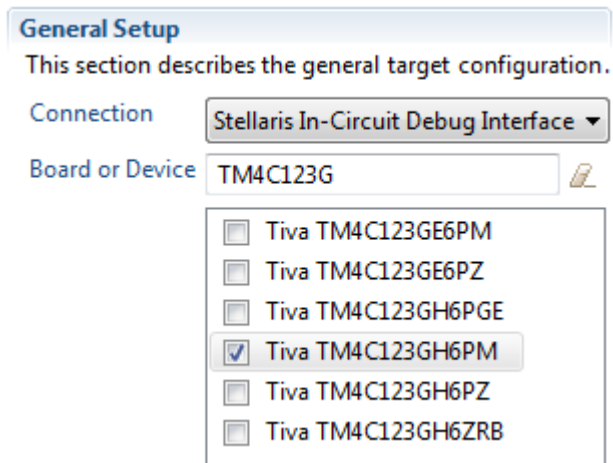 General Setup
This section describes the general target configuration.
Connection
Stellaris In-Circuit Debug Interface
Board or Device
TM4C123G
Tiva TM4C123GE6PM
Tiva TM4C123GE6PZ
Tiva TM4C123GH6PGE
Tiva TM4C123GH6PM
Tiva TM4C123GH6PZ
Tiva TM4C123GH6ZRB